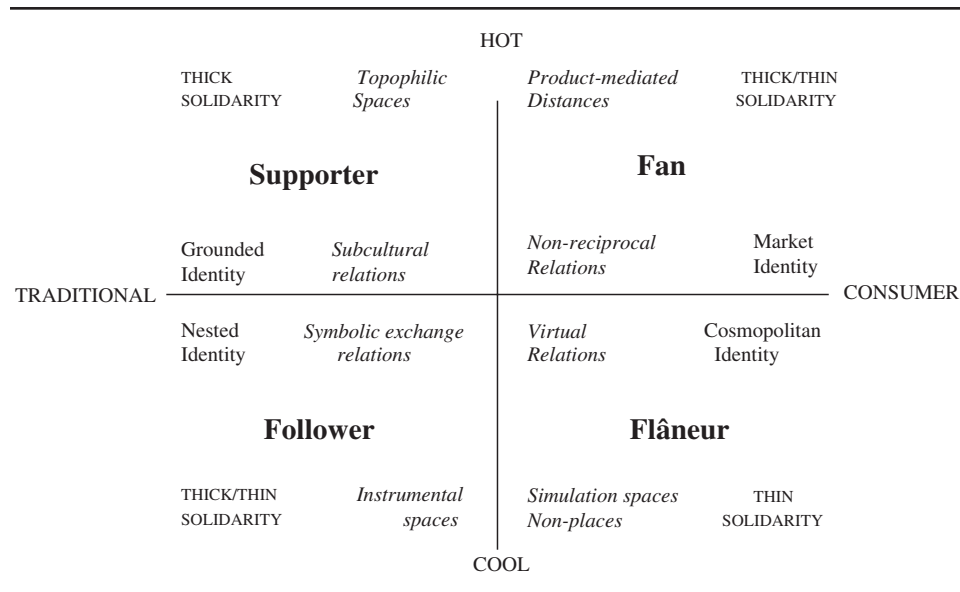 HOT
THICK Topophilic Product-mediated THICK/THIN
SOLIDARITY Spaces Distances SOLIDARITY
Supporter Fan
Grounded Subcultural Non-reciprocal Market
Identity relations Relations Identity
TRADITIONAL CONSUMER
Nested Symbolic exchange Virtual Cosmopolitan
Identity relations Relations Identity
Follower Flâneur
THICK/THIN Instrumental Simulation spaces THIN
SOLIDARITY spaces Non-places SOLIDARITY
COOL